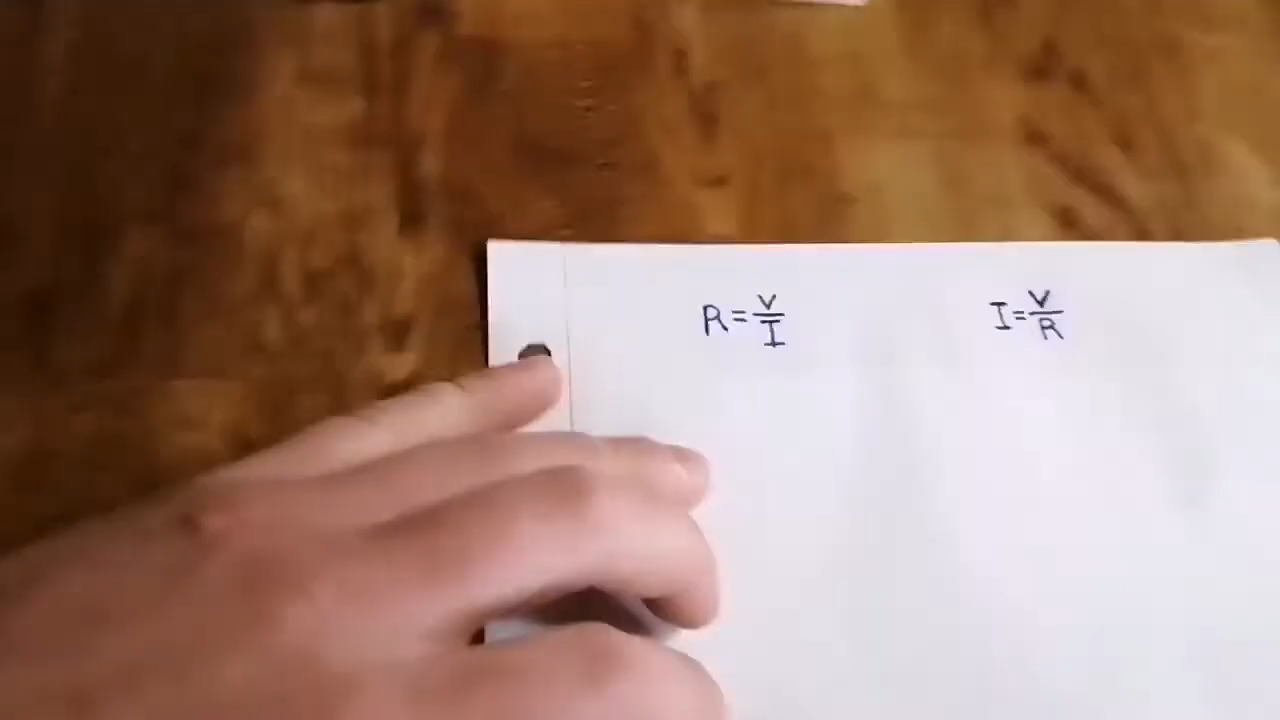 R = V/I
I = V/R